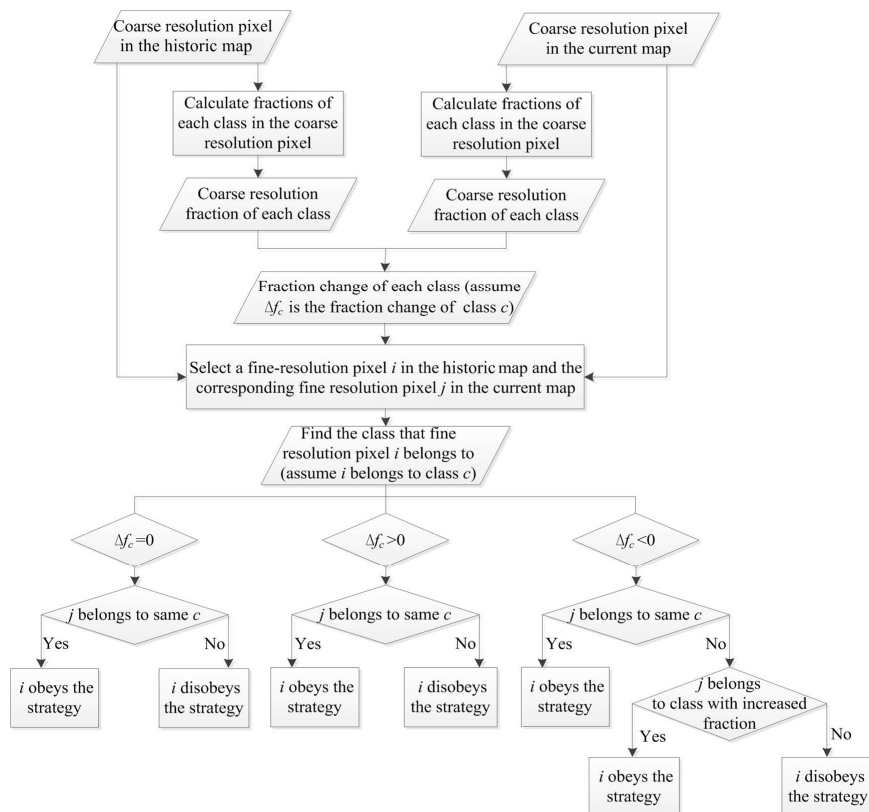 Coarse resolution pixel
in the historic map
Coarse resolution pixel
in the current map
Calculate fractions of
each class in the coarse
resolution pixel
Calculate fractions of
each class in the coarse
resolution pixel
Coarse resolution
fraction of each class
Coarse resolution
fraction of each class
Fraction change of each class (assume
Δfc is the fraction change of class c)
Select a fine-resolution pixel i in the historic map and the
corresponding fine resolution pixel j in the current map
Find the class that fine
resolution pixel i belongs to
(assume i belongs to class c)
Δfc=0
Δfc>0
Δfc<0
j belongs to same c
j belongs to same c
j belongs to same c
Yes
No
Yes
No
Yes
No
i obeys the
strategy
i disobeys
the strategy
i obeys the
strategy
i disobeys
the strategy
i obeys the
strategy
j belongs
to class with increased
fraction
Yes
No
i obeys the
strategy
i disobeys
the strategy